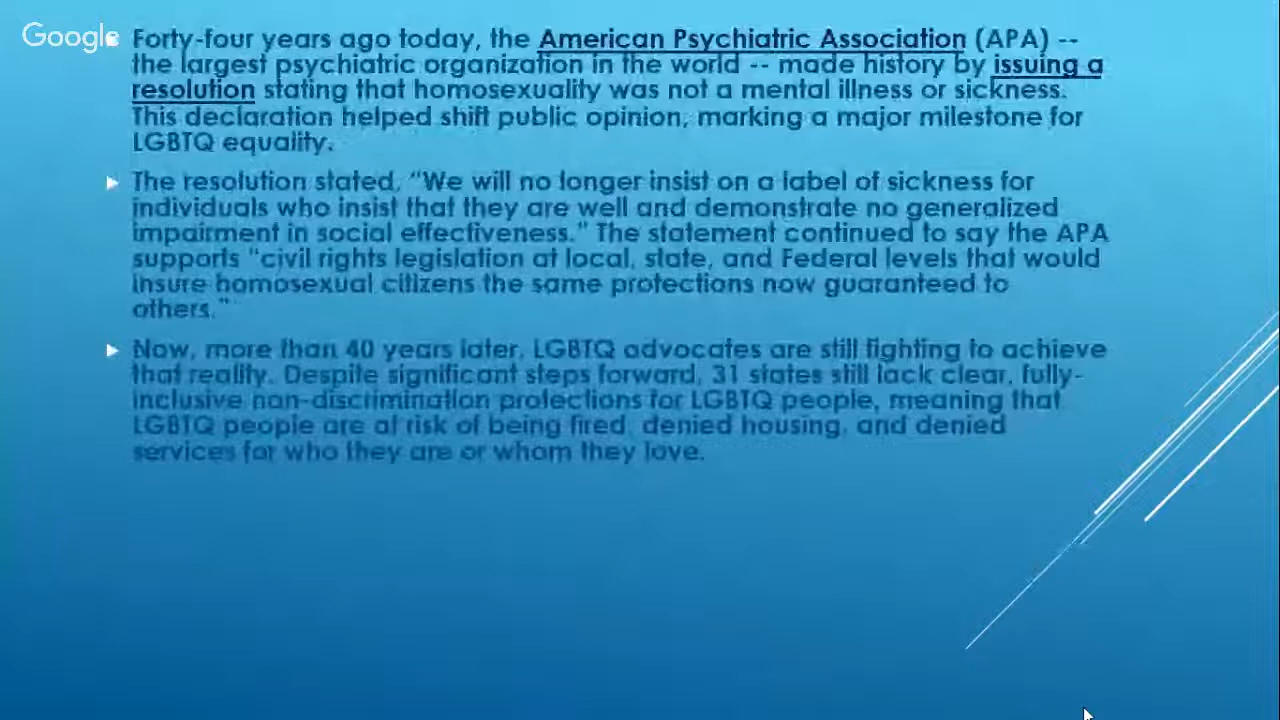 Google
Forty-four years ago today, the American Psychiatric Association (APA) --
the largest psychiatric organization in the world -- made history by issuing a
resolution stating that homosexuality was not a mental illness or sickness.
This declaration helped shift public opinion, marking a major milestone for
LGBTQ equality.
The resolution stated, “We will no longer insist on a label of sickness for
individuals who insist that they are well and demonstrate no generalized
impairment in social effectiveness.” The statement continued to say the APA
supports “civil rights legislation at local, state, and Federal levels that would
insure homosexual citizens the same protections now guaranteed to
others.”
Now, more than 40 years later, LGBTQ advocates are still fighting to achieve
that reality. Despite significant steps forward, 31 states still lack clear, fully-
inclusive non-discrimination protections for LGBTQ people, meaning that
LGBTQ people are at risk of being fired, denied housing, and denied
services for who they are or whom they love.